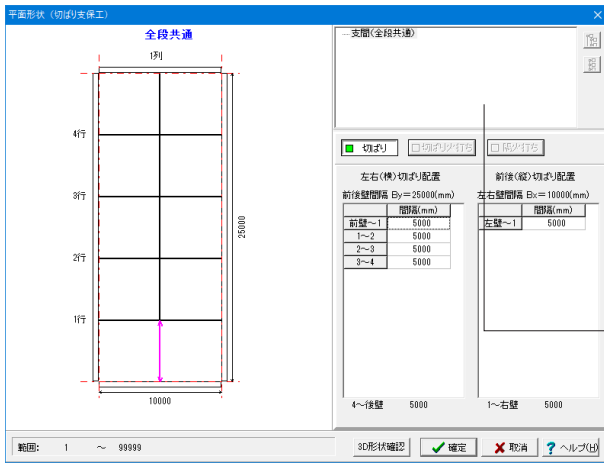 平面形状（切ばり支保工）
全段共通
1列
4行
3行
2行
1行
25000
10000
支間(全段共通)
切ばり
切ばり火打ち
隅火打ち
左右(横)切ばり配置
前後壁間隔 By=25000(mm)
間隔(mm)
前壁～1 5000
1～2 5000
2～3 5000
3～4 5000
4～後壁 5000
前後(縦)切ばり配置
左右壁間隔 Bx=10000(mm)
間隔(mm)
左壁～1 5000
1～右壁 5000
範囲: 1 ～ 99999
3D形状確認
確定
取消
? ヘルプ(H)